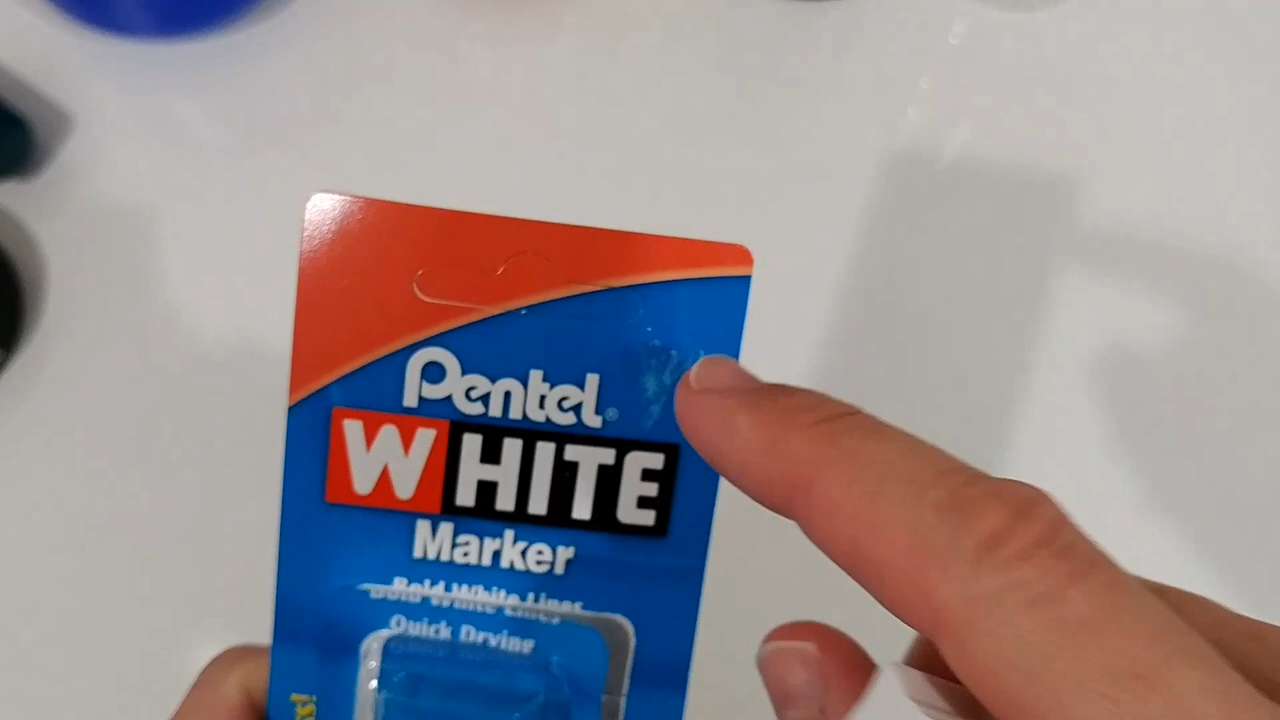 Pentel®
WHITE
Marker
Bold White Lines
Quick Drying